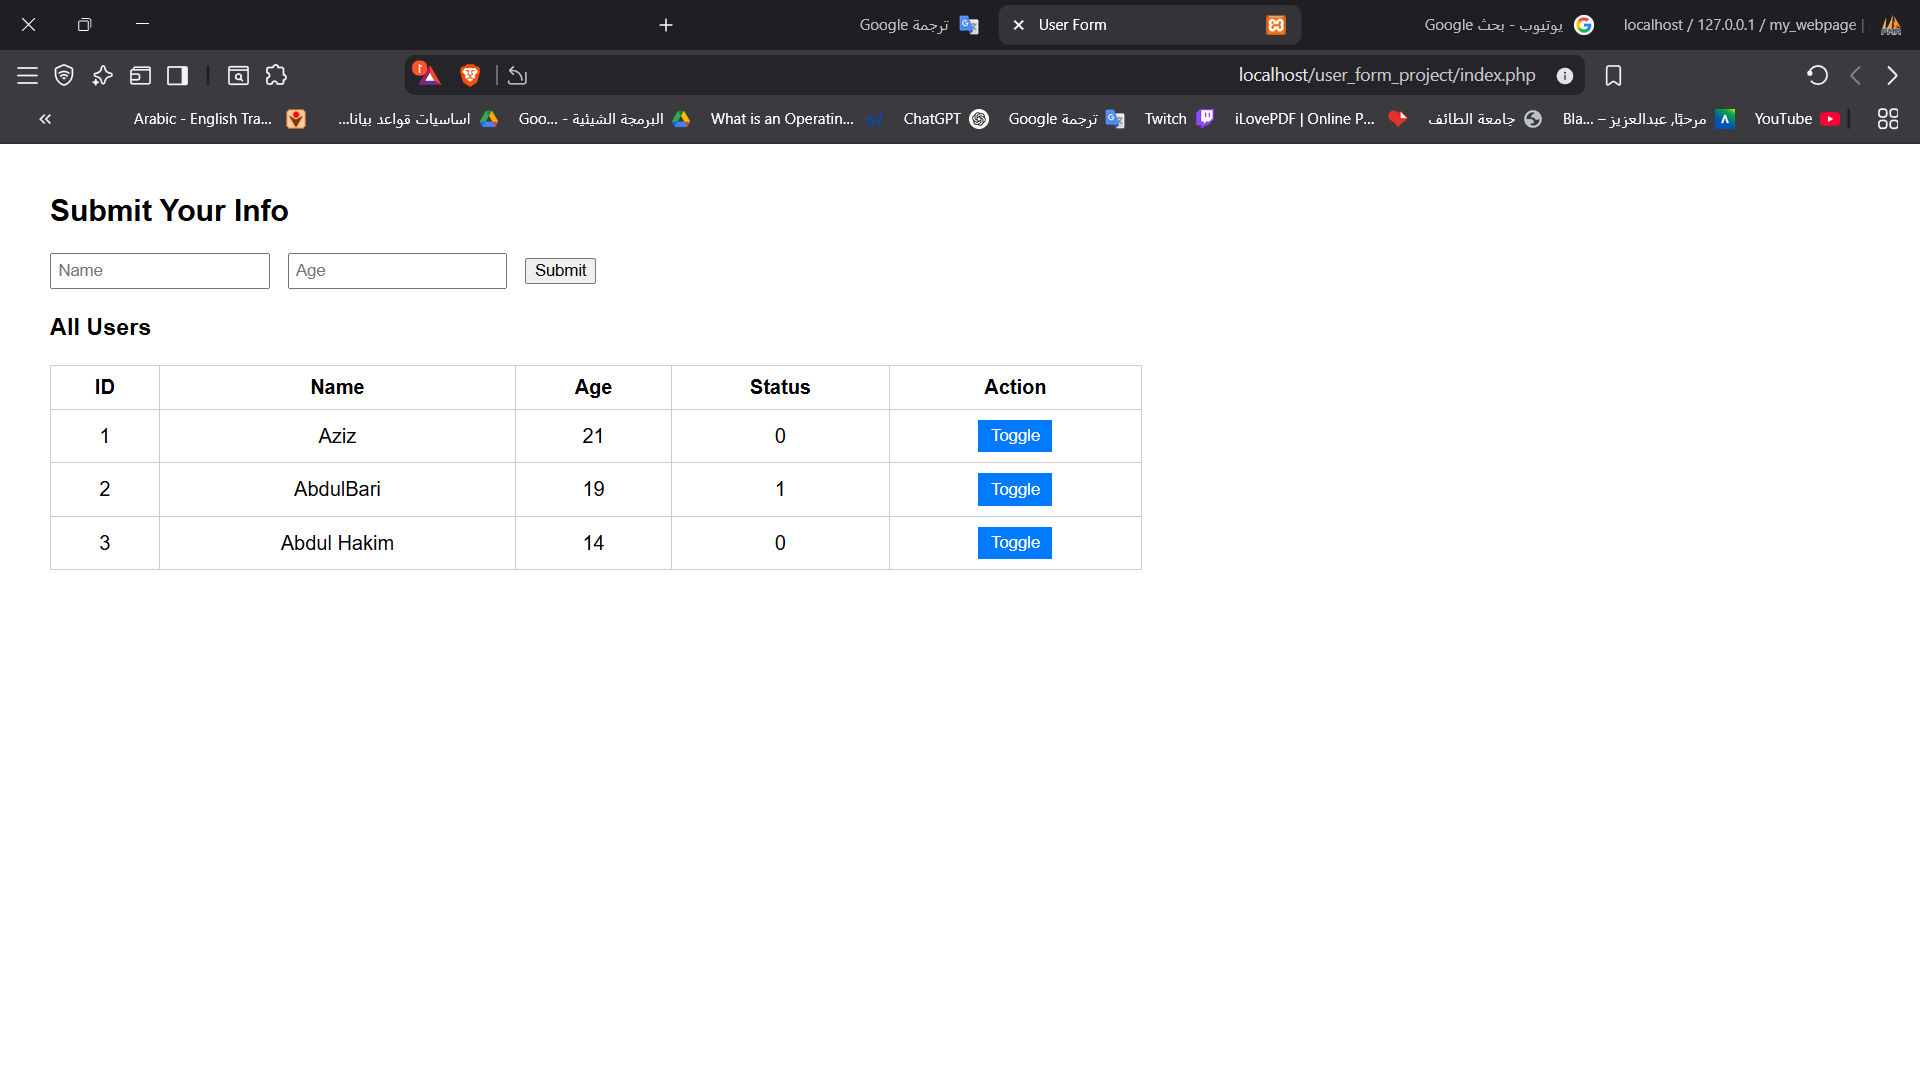 localhost / 127.0.0.1 / my_webpage |
يوتيوب - بحث Google
User Form
ترجمة Google
localhost/user_form_project/index.php
1
YouTube
مرحبًا, عبدالعزيز – Bla...
جامعة الطائف
iLovePDF | Online P...
Twitch
ترجمة Google
ChatGPT
What is an Operatin...
البرمجة الشيئية - Goo...
اساسيات قواعد بيانا...
Arabic - English Tra...
Submit Your Info
Name Age Submit
All Users
ID Name Age Status Action
1 Aziz 21 0 Toggle
2 AbdulBari 19 1 Toggle
3 Abdul Hakim 14 0 Toggle